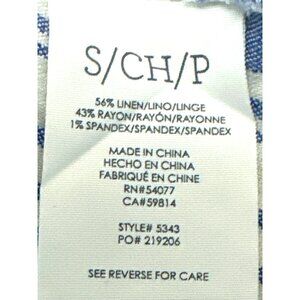 S/CH/P
56% LINEN/LINO/LINGE
43% RAYON/RAYÓN/RAYONNE
1% SPANDEX/SPANDEX/SPANDEX
MADE IN CHINA
HECHO EN CHINA
FABRIQUÉ EN CHINE
RN#54077
CA#59814
STYLE# 5343
PO# 219206
SEE REVERSE FOR CARE